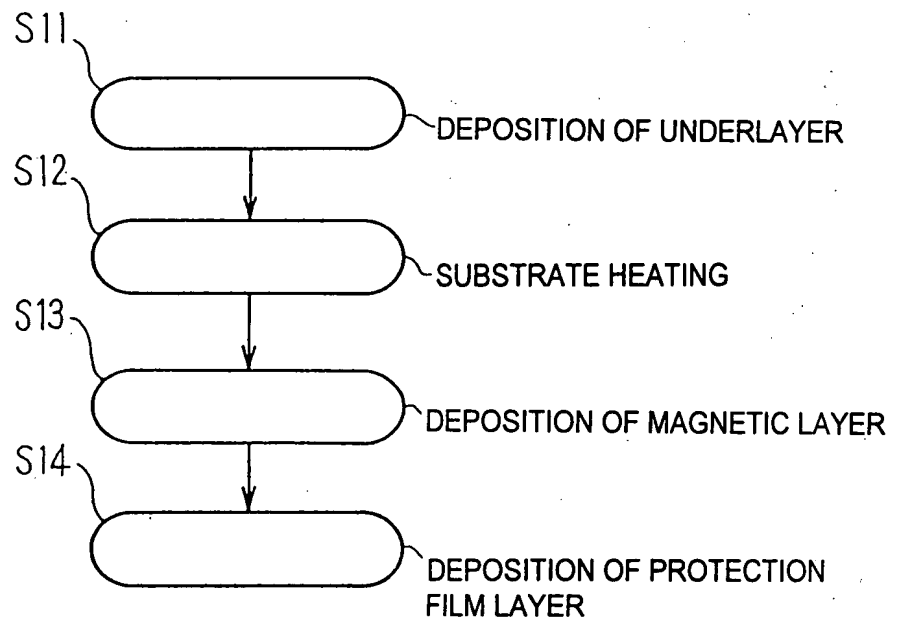 S11
DEPOSITION OF UNDERLAYER
S12
SUBSTRATE HEATING
S13
DEPOSITION OF MAGNETIC LAYER
S14
DEPOSITION OF PROTECTION
FILM LAYER